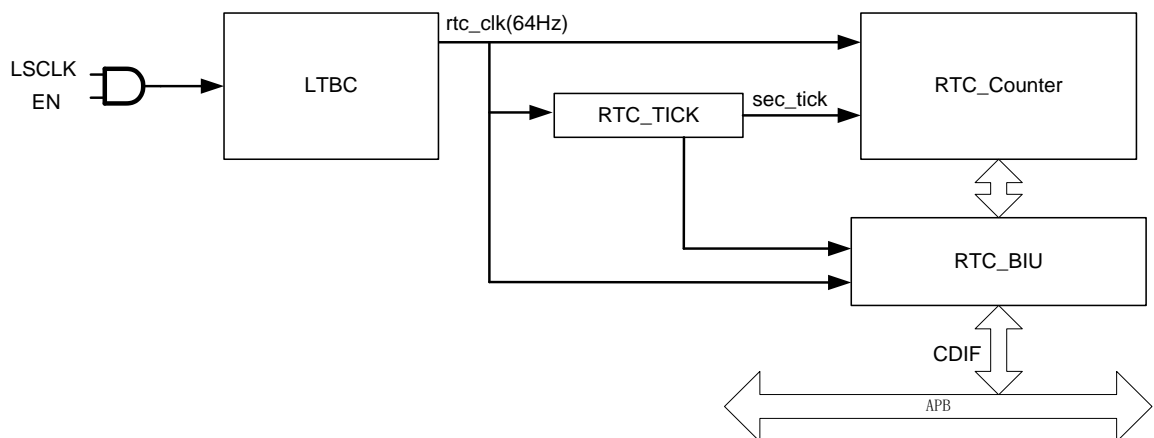 rtc_clk(64Hz)
LSCLK
EN
LTBC
RTC_Counter
RTC_TICK
sec_tick
RTC_BIU
CDIF
APB